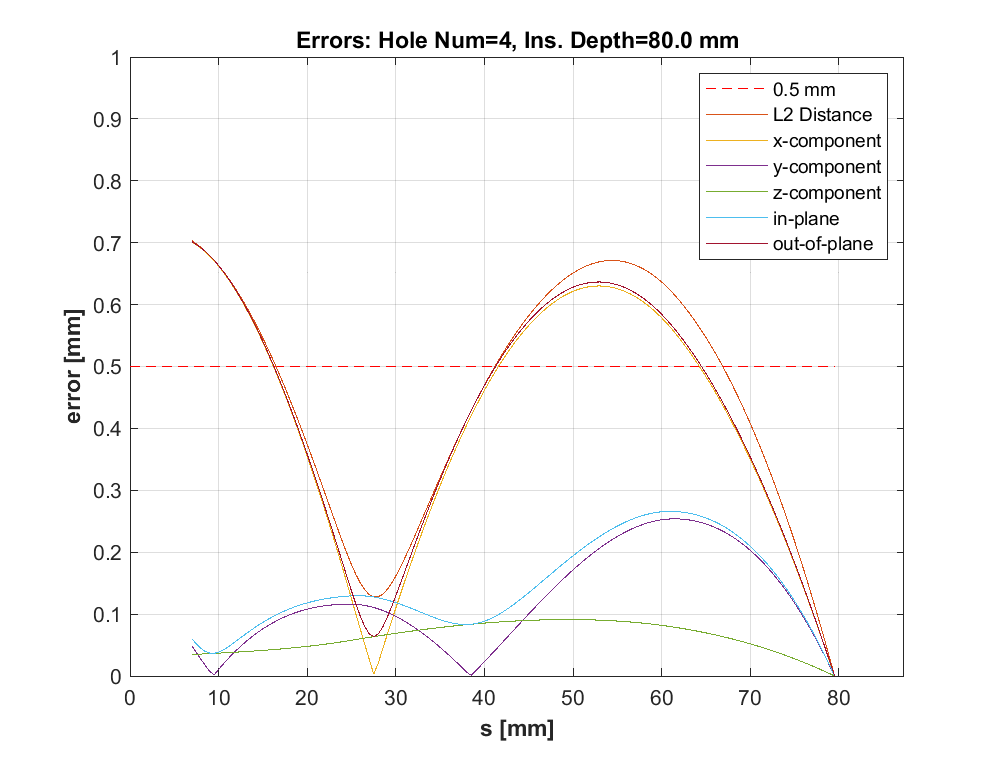 Errors: Hole Num=4, Ins. Depth=80.0 mm
1
0.9
0.8
0.7
0.6
0.5
0.4
0.3
0.2
0.1
0
error [mm]
0.5 mm
L2 Distance
x-component
y-component
z-component
in-plane
out-of-plane
0 10 20 30 40 50 60 70 80
s [mm]